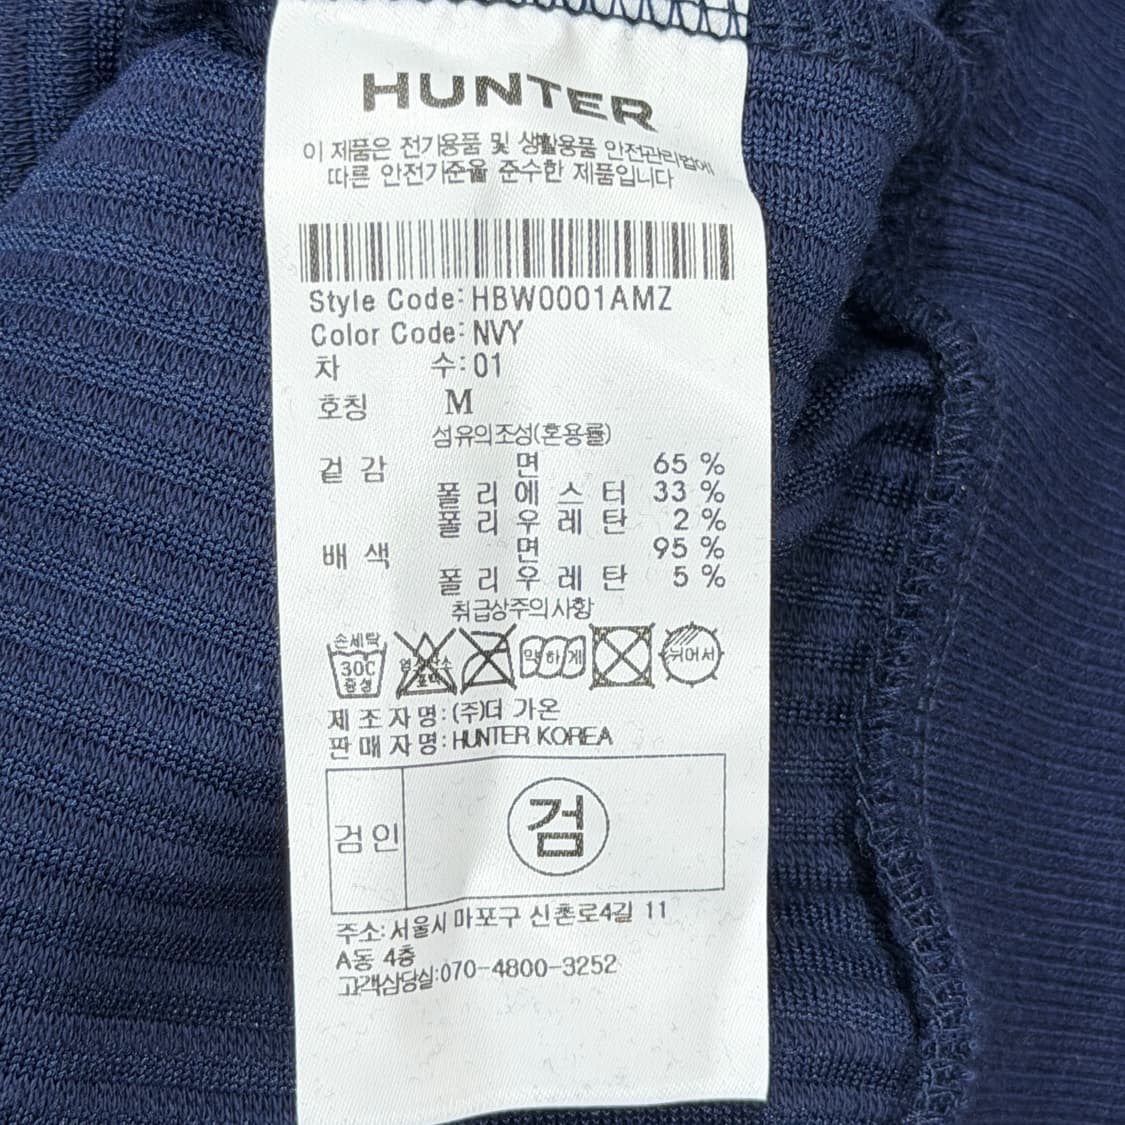 HUNTER
이 제품은 전기용품 및 생활용품 안전관리법에
따른 안전기준을 준수한 제품입니다
Style Code: HBW0001AMZ
Color Code: NVY
차 수: 01
호칭 M
섬유의조성(혼용률)
겉 감 면 65 %
폴 리 에 스 터 33 %
폴 리 우 레 탄 2 %
배 색 면 95 %
폴 리 우 레 탄 5 %
취급상주의사항
손세탁
30C
중성
염소산소
표백
약하게
뉘어서
제 조 자 명: (주)더 가온
판 매 자 명: HUNTER KOREA
검인 검
주소: 서울시 마포구 신촌로4길 11
A동 4층
고객상담실:070-4800-3252